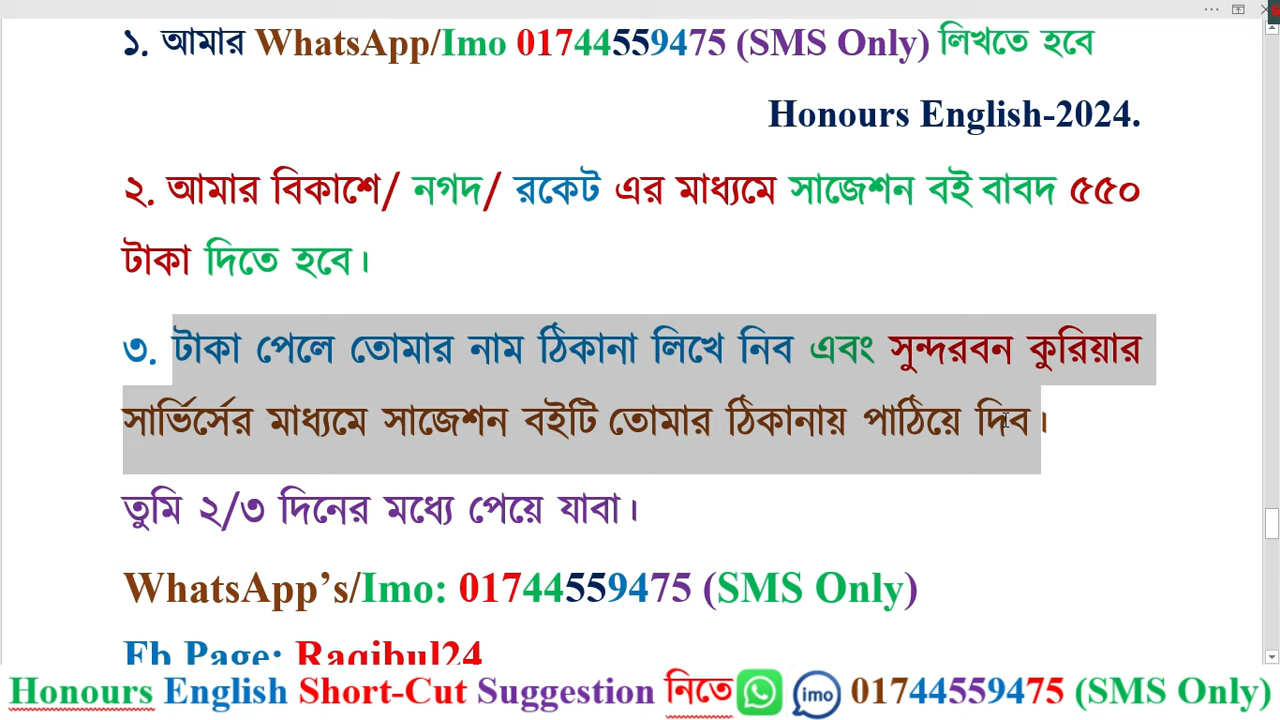 ১. আমার WhatsApp/Imo 01744559475 (SMS Only) লিখতে হবে
Honours English-2024.
২. আমার বিকাশে/ নগদ/ রকেট এর মাধ্যমে সাজেশন বই বাবদ ৫৫০
টাকা দিতে হবে।
৩. টাকা পেলে তোমার নাম ঠিকানা লিখে নিব এবং সুন্দরবন কুরিয়ার
সার্ভির্সের মাধ্যমে সাজেশন বইটি তোমার ঠিকানায় পাঠিয়ে দিব।
তুমি ২/৩ দিনের মধ্যে পেয়ে যাবা।
WhatsApp’s/Imo: 01744559475 (SMS Only)
Fb Page: Raqibul24
Honours English Short-Cut Suggestion নিতে imo 01744559475 (SMS Only)